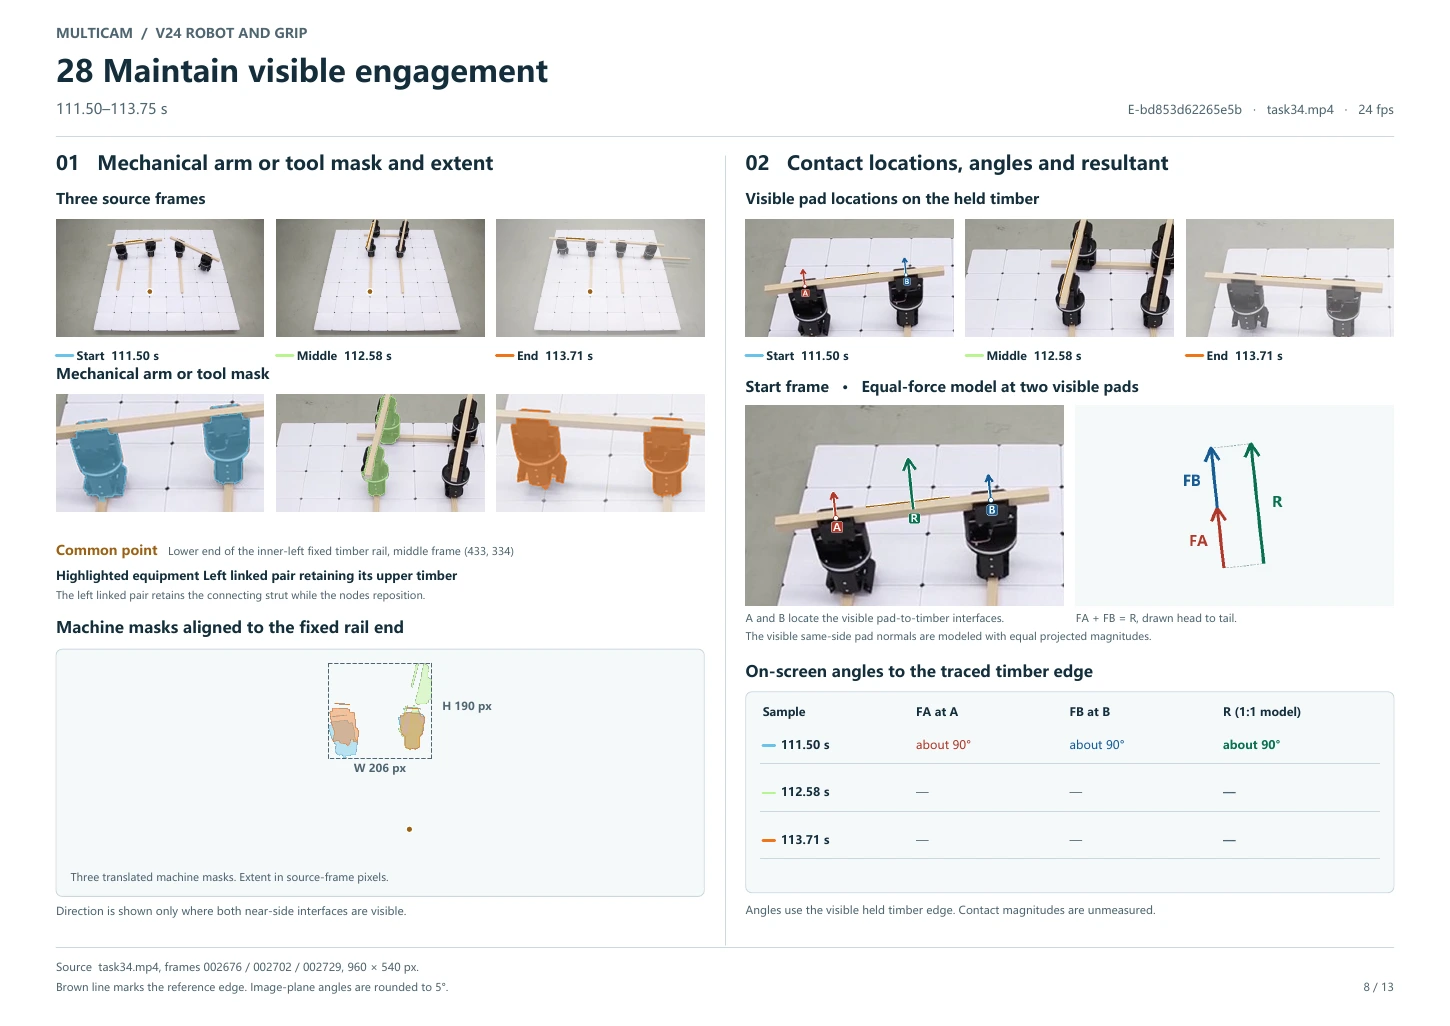 MULTICAM / V24 ROBOT AND GRIP
28 Maintain visible engagement
111.50–113.75 s
E-bd853d62265e5b · task34.mp4 · 24 fps
01 Mechanical arm or tool mask and extent
Three source frames
Start 111.50 s
Middle 112.58 s
End 113.71 s
Mechanical arm or tool mask
Common point Lower end of the inner-left fixed timber rail, middle frame (433, 334)
Highlighted equipment Left linked pair retaining its upper timber
The left linked pair retains the connecting strut while the nodes reposition.
Machine masks aligned to the fixed rail end
H 190 px
W 206 px
Three translated machine masks. Extent in source-frame pixels.
Direction is shown only where both near-side interfaces are visible.
02 Contact locations, angles and resultant
Visible pad locations on the held timber
A
B
Start 111.50 s
Middle 112.58 s
End 113.71 s
Start frame • Equal-force model at two visible pads
A
R
B
FB
R
FA
A and B locate the visible pad-to-timber interfaces.
FA + FB = R, drawn head to tail.
The visible same-side pad normals are modeled with equal projected magnitudes.
On-screen angles to the traced timber edge
Sample FA at A FB at B R (1:1 model)
111.50 s about 90° about 90° about 90°
112.58 s — — —
113.71 s — — —
Angles use the visible held timber edge. Contact magnitudes are unmeasured.
Source task34.mp4, frames 002676 / 002702 / 002729, 960 × 540 px.
Brown line marks the reference edge. Image-plane angles are rounded to 5°.
8 / 13